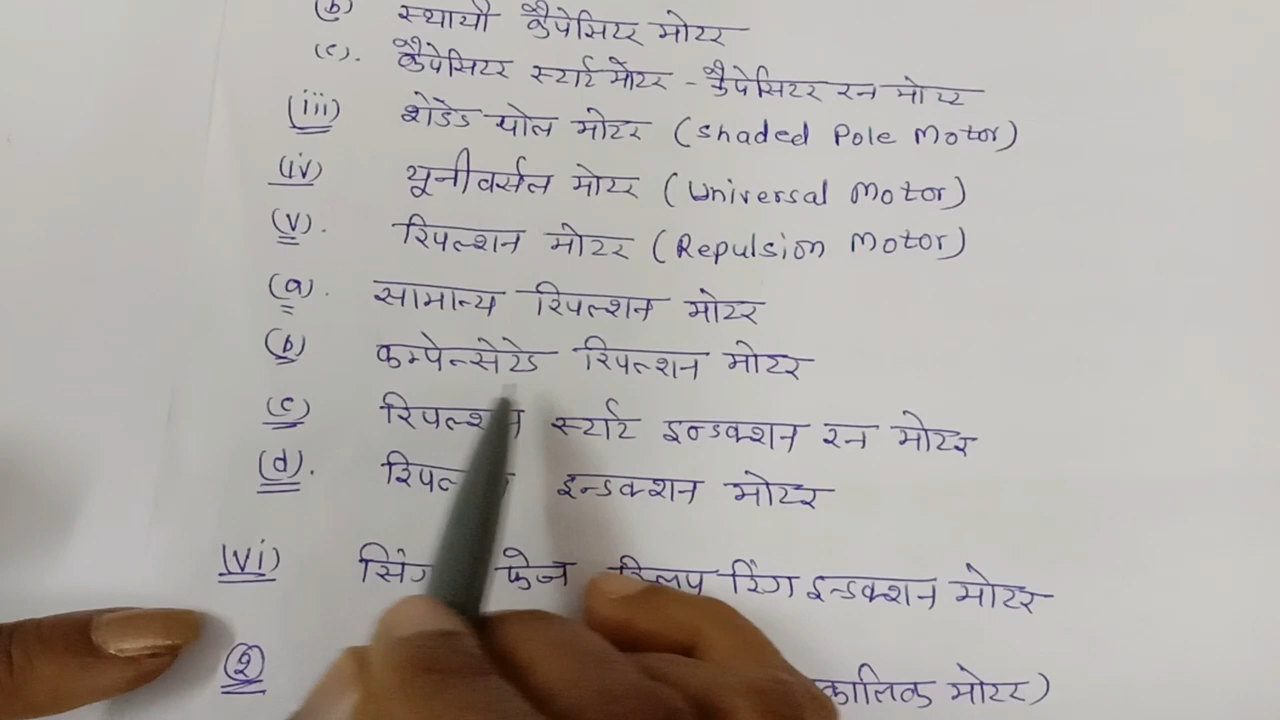 (b) स्थायी कैपेसिटर मोटर
(c). कैपेसिटर स्टार्ट मोटर - कैपेसिटर रन मोटर
(iii) शेडेड पोल मोटर (Shaded Pole Motor)
(iv) यूनीवर्सल मोटर (Universal Motor)
(v). रिपल्शन मोटर (Repulsion Motor)
(a). सामान्य रिपल्शन मोटर
(b) कम्पेन्सेटेड रिपल्शन मोटर
(c) रिपल्शन स्टार्ट इन्डक्शन रन मोटर
(d). इन्डक्शन मोटर
(vi) फेज स्लिप रिंग इन्डक्शन मोटर
(2) कालिक मोटर)